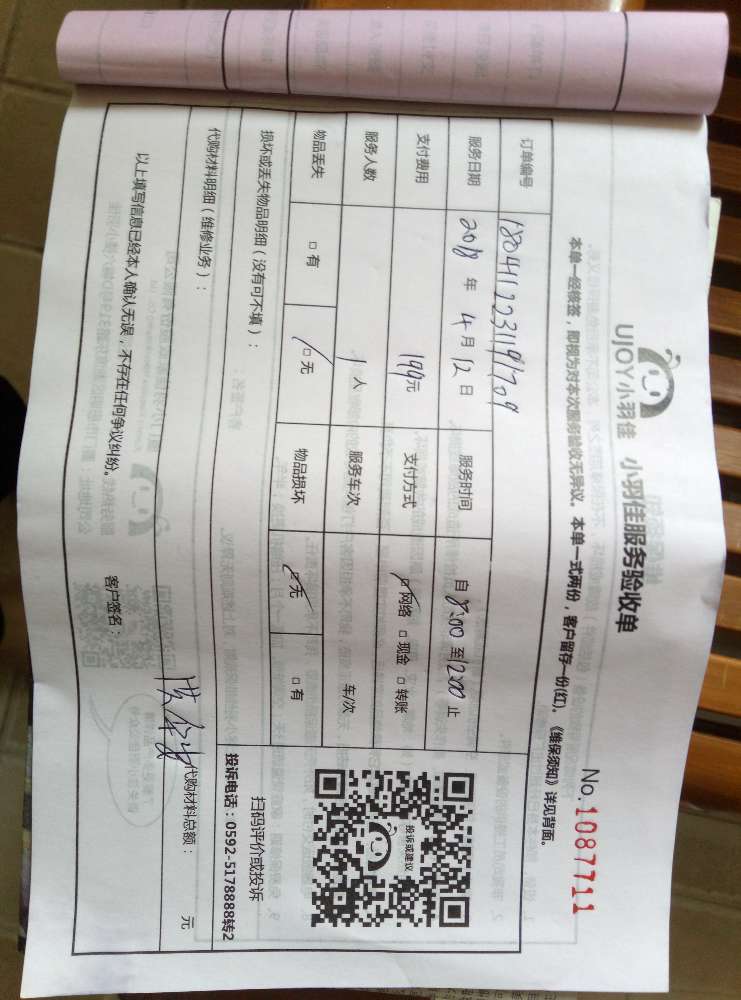 UJOY小羽佳 小羽佳服务验收单 No.1087711
本单一经核签，即视为对本次服务验收无异议。本单一式两份，客户留存一份(红)。《维保须知》详见背面。
订单编号 1804112231191709
服务日期 2018 年 4 月 12 日 服务时间 自 8:00 至 12:00 止
支付费用 199元 支付方式 网络 现金 转账
服务人数 1 人 服务车次 车/次
物品丢失 有 无 物品损坏 无 有
损坏或丢失物品明细（没有可不填）：
投诉或建议
扫码评价或投诉
投诉电话：0592-5178888转2
代购材料明细（维修业务）：
代购材料总额： 元
以上填写信息已经本人确认无误，不存在任何争议纠纷。
客户签名：